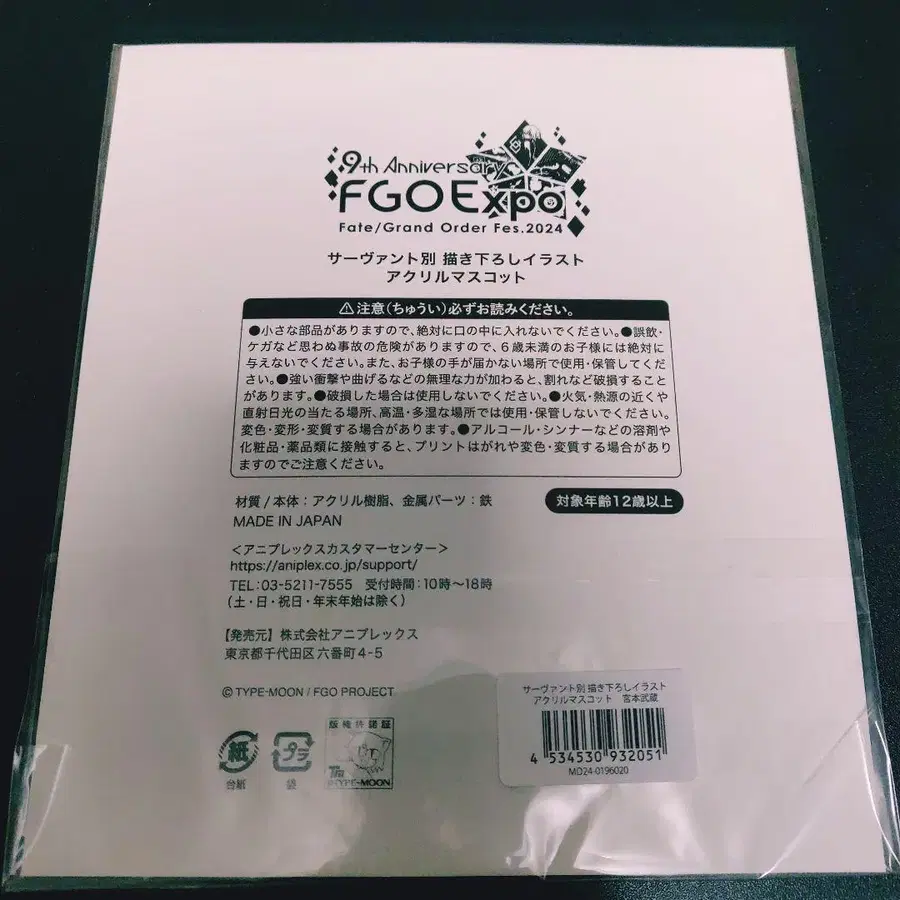 9th Anniversary
FGO Expo
Fate/Grand Order Fes.2024
サーヴァント別 描き下ろしイラスト
アクリルマスコット
⚠注意(ちゅうい)必ずお読みください。
●小さな部品がありますので、絶対に口の中に入れないでください。●誤飲・
ケガなど思わぬ事故の危険がありますので、6歳未満のお子様には絶対に
与えないでください。また、お子様の手が届かない場所で使用・保管してくだ
さい。●強い衝撃や曲げるなどの無理な力が加わると、割れなど破損すること
があります。●破損した場合は使用しないでください。●火気・熱源の近くや
直射日光の当たる場所、高温・多湿な場所では使用・保管しないでください。
変色・変形・変質する場合があります。●アルコール・シンナーなどの溶剤や
化粧品・薬品類に接触すると、プリントはがれや変色・変質する場合があり
ますのでご注意ください。
材質/本体:アクリル樹脂、金属パーツ:鉄 対象年齢12歳以上
MADE IN JAPAN
<アニプレックスカスタマーセンター>
https://aniplex.co.jp/support/
TEL:03-5211-7555 受付時間:10時~18時
(土・日・祝日・年末年始は除く)
【発売元】株式会社アニプレックス
東京都千代田区六番町4-5
© TYPE-MOON / FGO PROJECT
紙
台紙
プラ
袋
版権許諾証
TM
TYPE-MOON
サーヴァント別 描き下ろしイラスト
アクリルマスコット 宮本武蔵
4 534530 932051
MD24-0196020